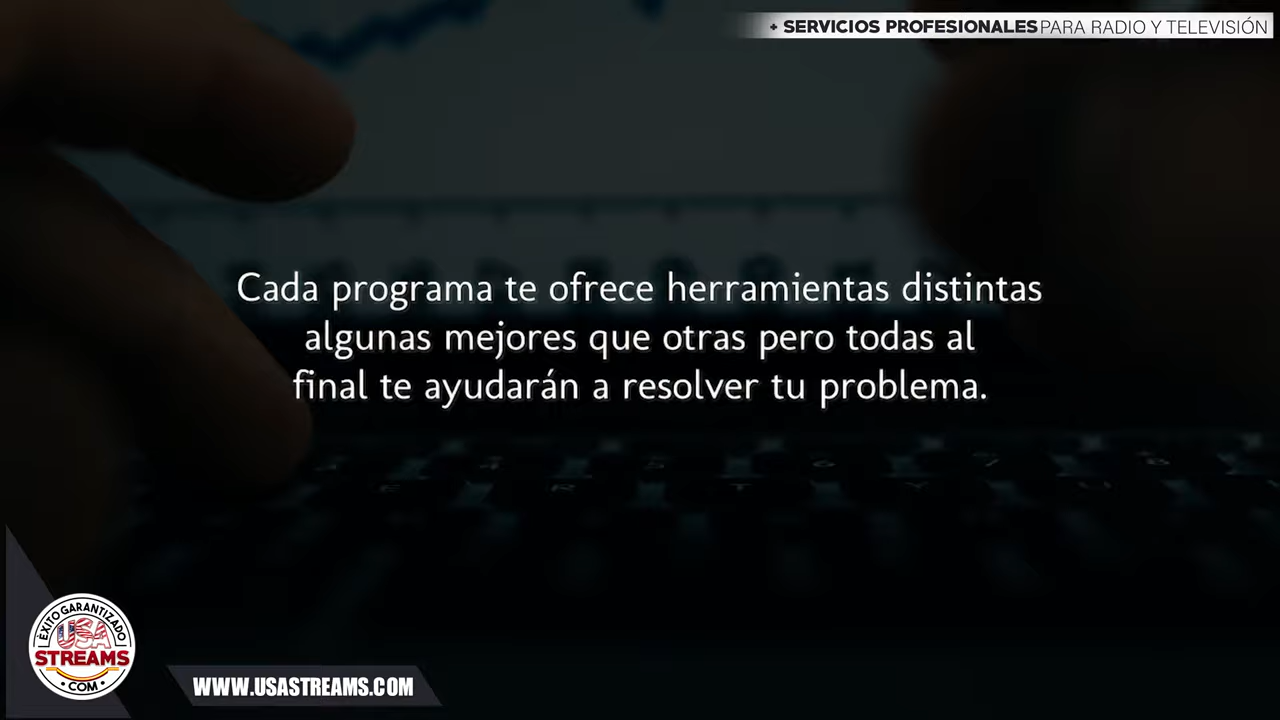 + SERVICIOS PROFESIONALES PARA RADIO Y TELEVISIÓN
Cada programa te ofrece herramientas distintas
algunas mejores que otras pero todas al
final te ayudarán a resolver tu problema.
ÉXITO GARANTIZADO
USA
STREAMS
• COM •
WWW.USASTREAMS.COM